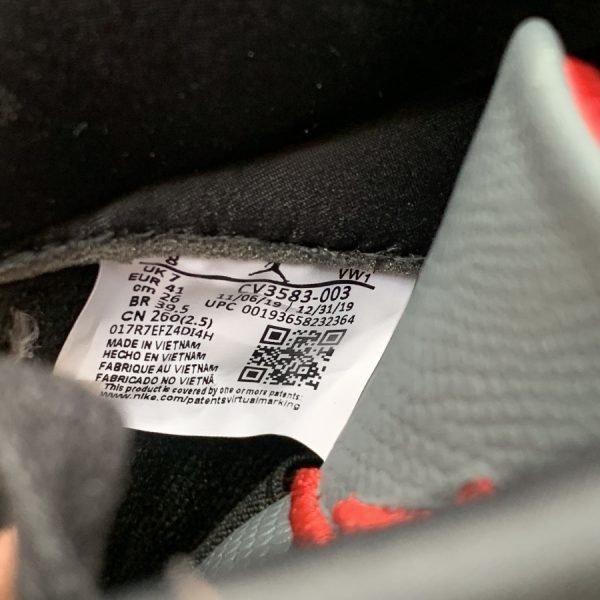 8
UK 7 CV3583-003 VW1
EUR 41 11/06/19 / 12/31/19
cm 26 UPC 00193658232364
BR 39.5
CN 260(2.5)
017R7EFZ4DI4H
MADE IN VIETNAM
HECHO EN VIETNAM
FABRIQUE AU VIETNAM
FABRICADO NO VIETNÃ
This product is covered by one or more patents:
www.nike.com/patentsvirtualmarking